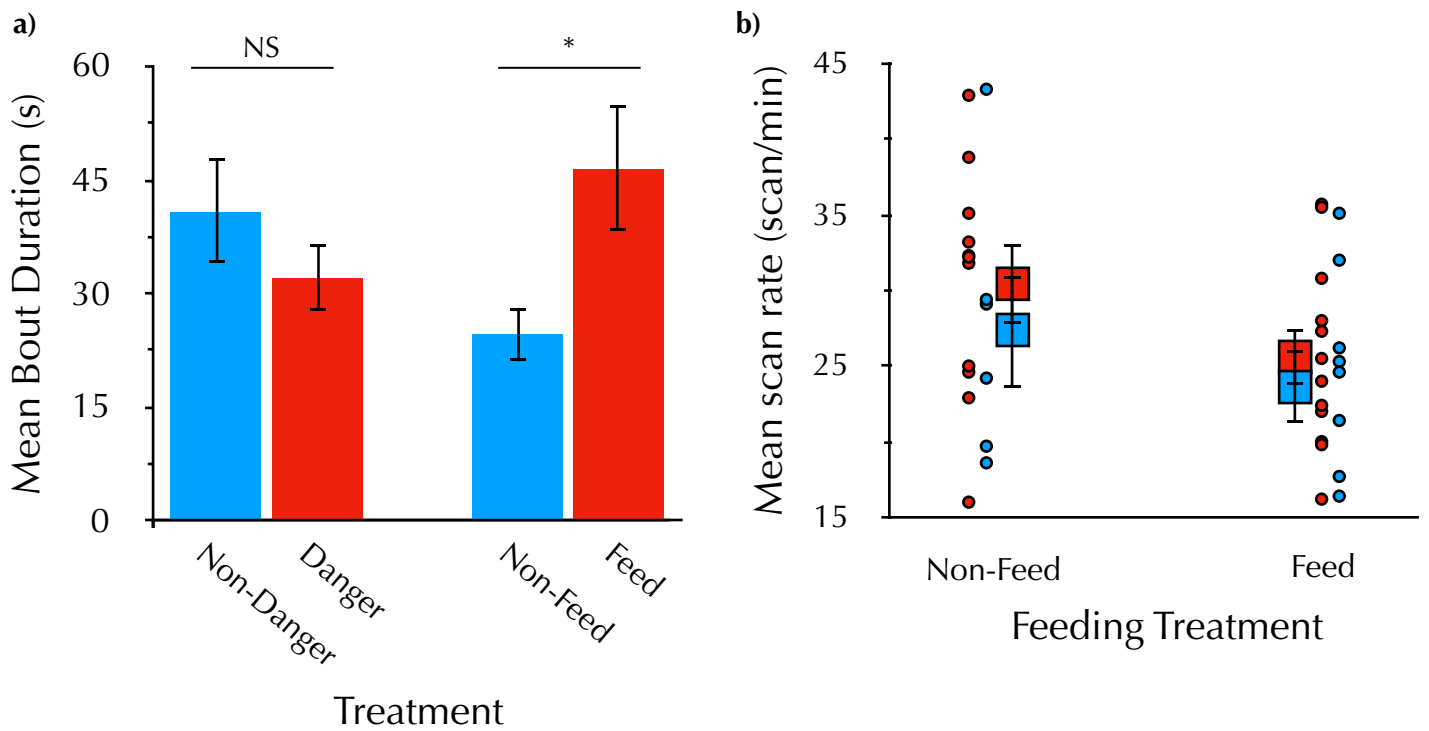 a)
NS
*
60
45
30
15
0
Mean Bout Duration (s)
Non-Danger
Danger
Non-Feed
Feed
Treatment
b)
45
35
25
15
Mean scan rate (scan/min)
Non-Feed
Feed
Feeding Treatment